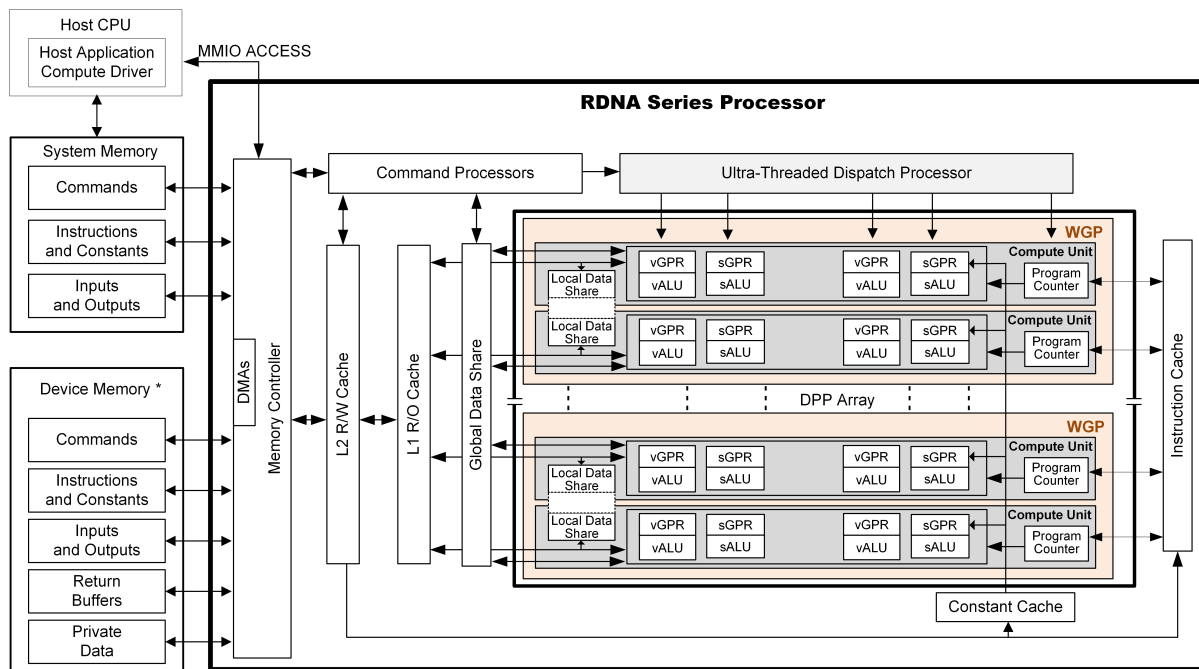 Host CPU
Host Application
Compute Driver
MMIO ACCESS
System Memory
Commands
Instructions
and Constants
Inputs
and Outputs
Device Memory *
Commands
Instructions
and Constants
Inputs
and Outputs
Return
Buffers
Private
Data
RDNA Series Processor
DMAs
Memory Controller
Command Processors
Ultra-Threaded Dispatch Processor
L2 R/W Cache
L1 R/O Cache
Global Data Share
WGP
Compute Unit
Local Data
Share
vGPR
vALU
sGPR
sALU
vGPR
vALU
sGPR
sALU
Program
Counter
Compute Unit
Local Data
Share
vGPR
vALU
sGPR
sALU
vGPR
vALU
sGPR
sALU
Program
Counter
DPP Array
WGP
Compute Unit
Local Data
Share
vGPR
vALU
sGPR
sALU
vGPR
vALU
sGPR
sALU
Program
Counter
Compute Unit
Local Data
Share
vGPR
vALU
sGPR
sALU
vGPR
vALU
sGPR
sALU
Program
Counter
Instruction Cache
Constant Cache